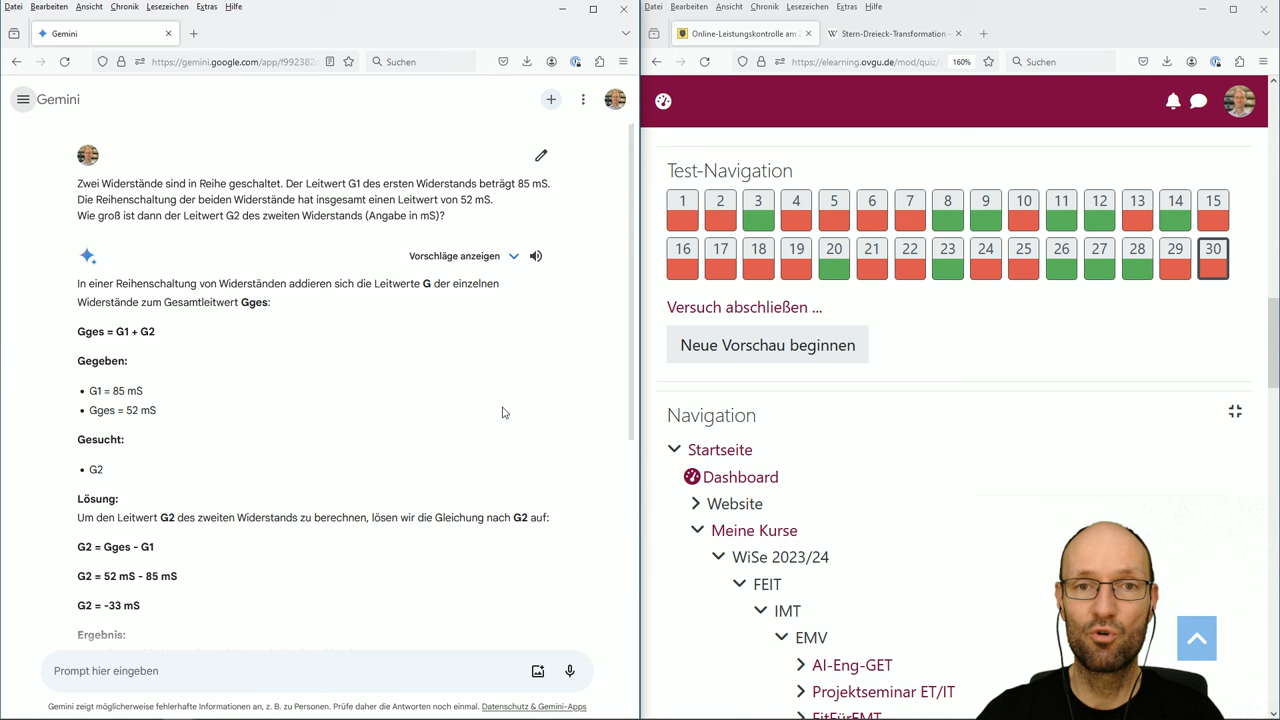 Datei Bearbeiten Ansicht Chronik Lesezeichen Extras Hilfe
Gemini
https://gemini.google.com/app/f992382
Suchen
Gemini
Zwei Widerstände sind in Reihe geschaltet. Der Leitwert G1 des ersten Widerstands beträgt 85 mS.
Die Reihenschaltung der beiden Widerstände hat insgesamt einen Leitwert von 52 mS.
Wie groß ist dann der Leitwert G2 des zweiten Widerstands (Angabe in mS)?
Vorschläge anzeigen
In einer Reihenschaltung von Widerständen addieren sich die Leitwerte G der einzelnen
Widerstände zum Gesamtleitwert Gges:
Gges = G1 + G2
Gegeben:
• G1 = 85 mS
• Gges = 52 mS
Gesucht:
• G2
Lösung:
Um den Leitwert G2 des zweiten Widerstands zu berechnen, lösen wir die Gleichung nach G2 auf:
G2 = Gges - G1
G2 = 52 mS - 85 mS
G2 = -33 mS
Ergebnis:
Prompt hier eingeben
Gemini zeigt möglicherweise fehlerhafte Informationen an, z. B. zu Personen. Prüfe daher die Antworten noch einmal. Datenschutz & Gemini-Apps
Datei Bearbeiten Ansicht Chronik Lesezeichen Extras Hilfe
Online-Leistungskontrolle am
Stern-Dreieck-Transformation –
https://elearning.ovgu.de/mod/quiz/
160%
Suchen
Test-Navigation
1 2 3 4 5 6 7 8 9 10 11 12 13 14 15
16 17 18 19 20 21 22 23 24 25 26 27 28 29 30
Versuch abschließen ...
Neue Vorschau beginnen
Navigation
Startseite
Dashboard
Website
Meine Kurse
WiSe 2023/24
FEIT
IMT
EMV
AI-Eng-GET
Projektseminar ET/IT
FitFürEMT